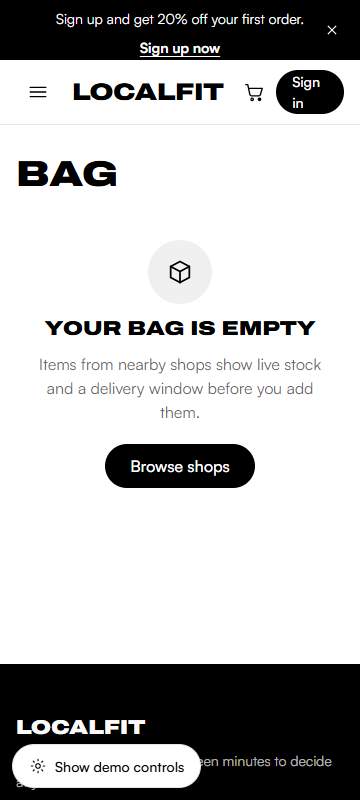 Sign up and get 20% off your first order.
Sign up now
LOCALFIT
Sign
in
BAG
YOUR BAG IS EMPTY
Items from nearby shops show live stock
and a delivery window before you add
them.
Browse shops
LOCALFIT
minutes to decide
Show demo controls